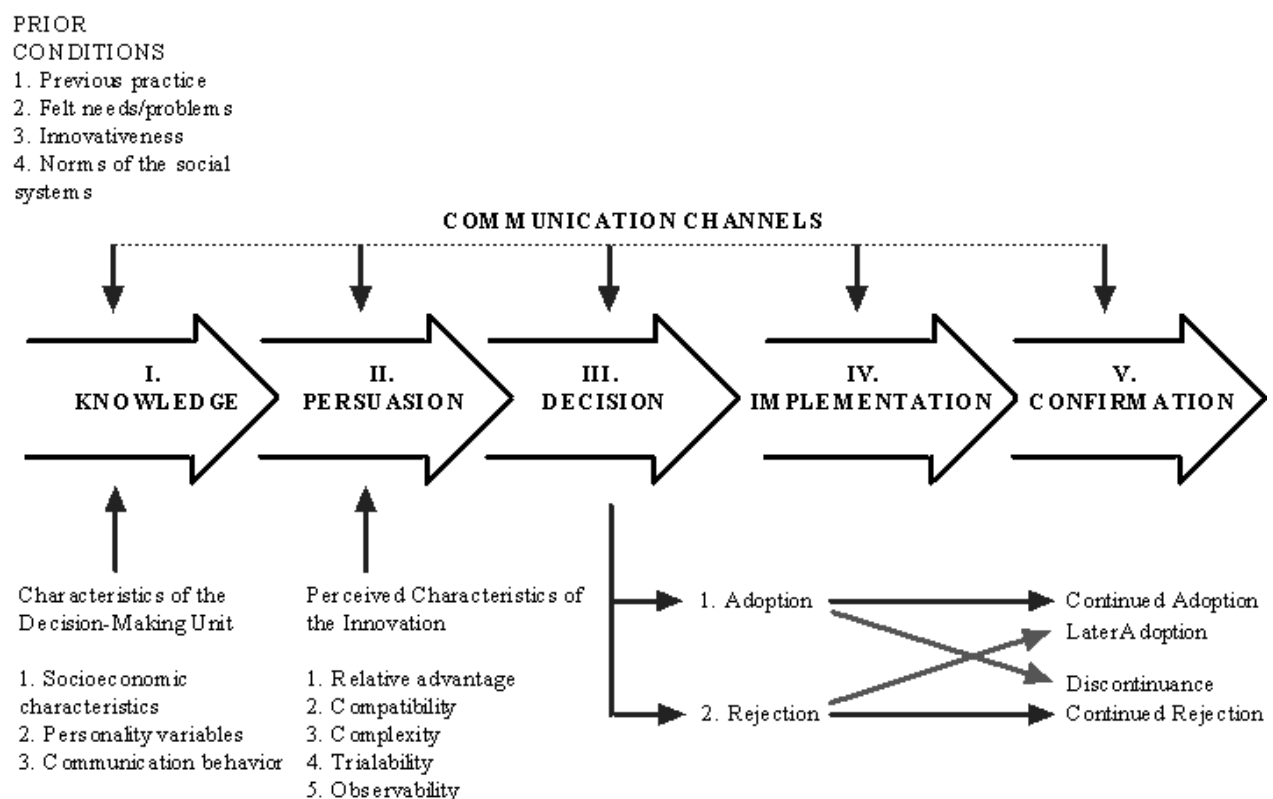 PRIOR
CONDITIONS
1. Previous practice
2. Felt needs/problems
3. Innovativeness
4. Norms of the social
systems
COMMUNICATION CHANNELS
I.
KNOWLEDGE
II.
PERSUASION
III.
DECISION
IV.
IMPLEMENTATION
V.
CONFIRMATION
Characteristics of the
Decision-Making Unit
1. Socioeconomic
characteristics
2. Personality variables
3. Communication behavior
Perceived Characteristics of
the Innovation
1. Relative advantage
2. Compatibility
3. Complexity
4. Trialability
5. Observability
1. Adoption
2. Rejection
Continued Adoption
Later Adoption
Discontinuance
Continued Rejection